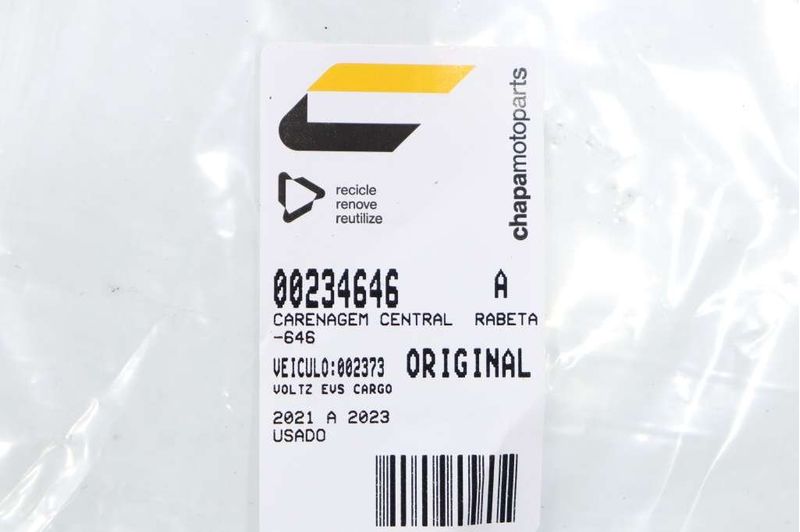 chapamotoparts
recicle
renove
reutilize
00234646 A
CARENAGEM CENTRAL RABETA
-646
VEICULO:002373 ORIGINAL
VOLTZ EVS CARGO
2021 A 2023
USADO